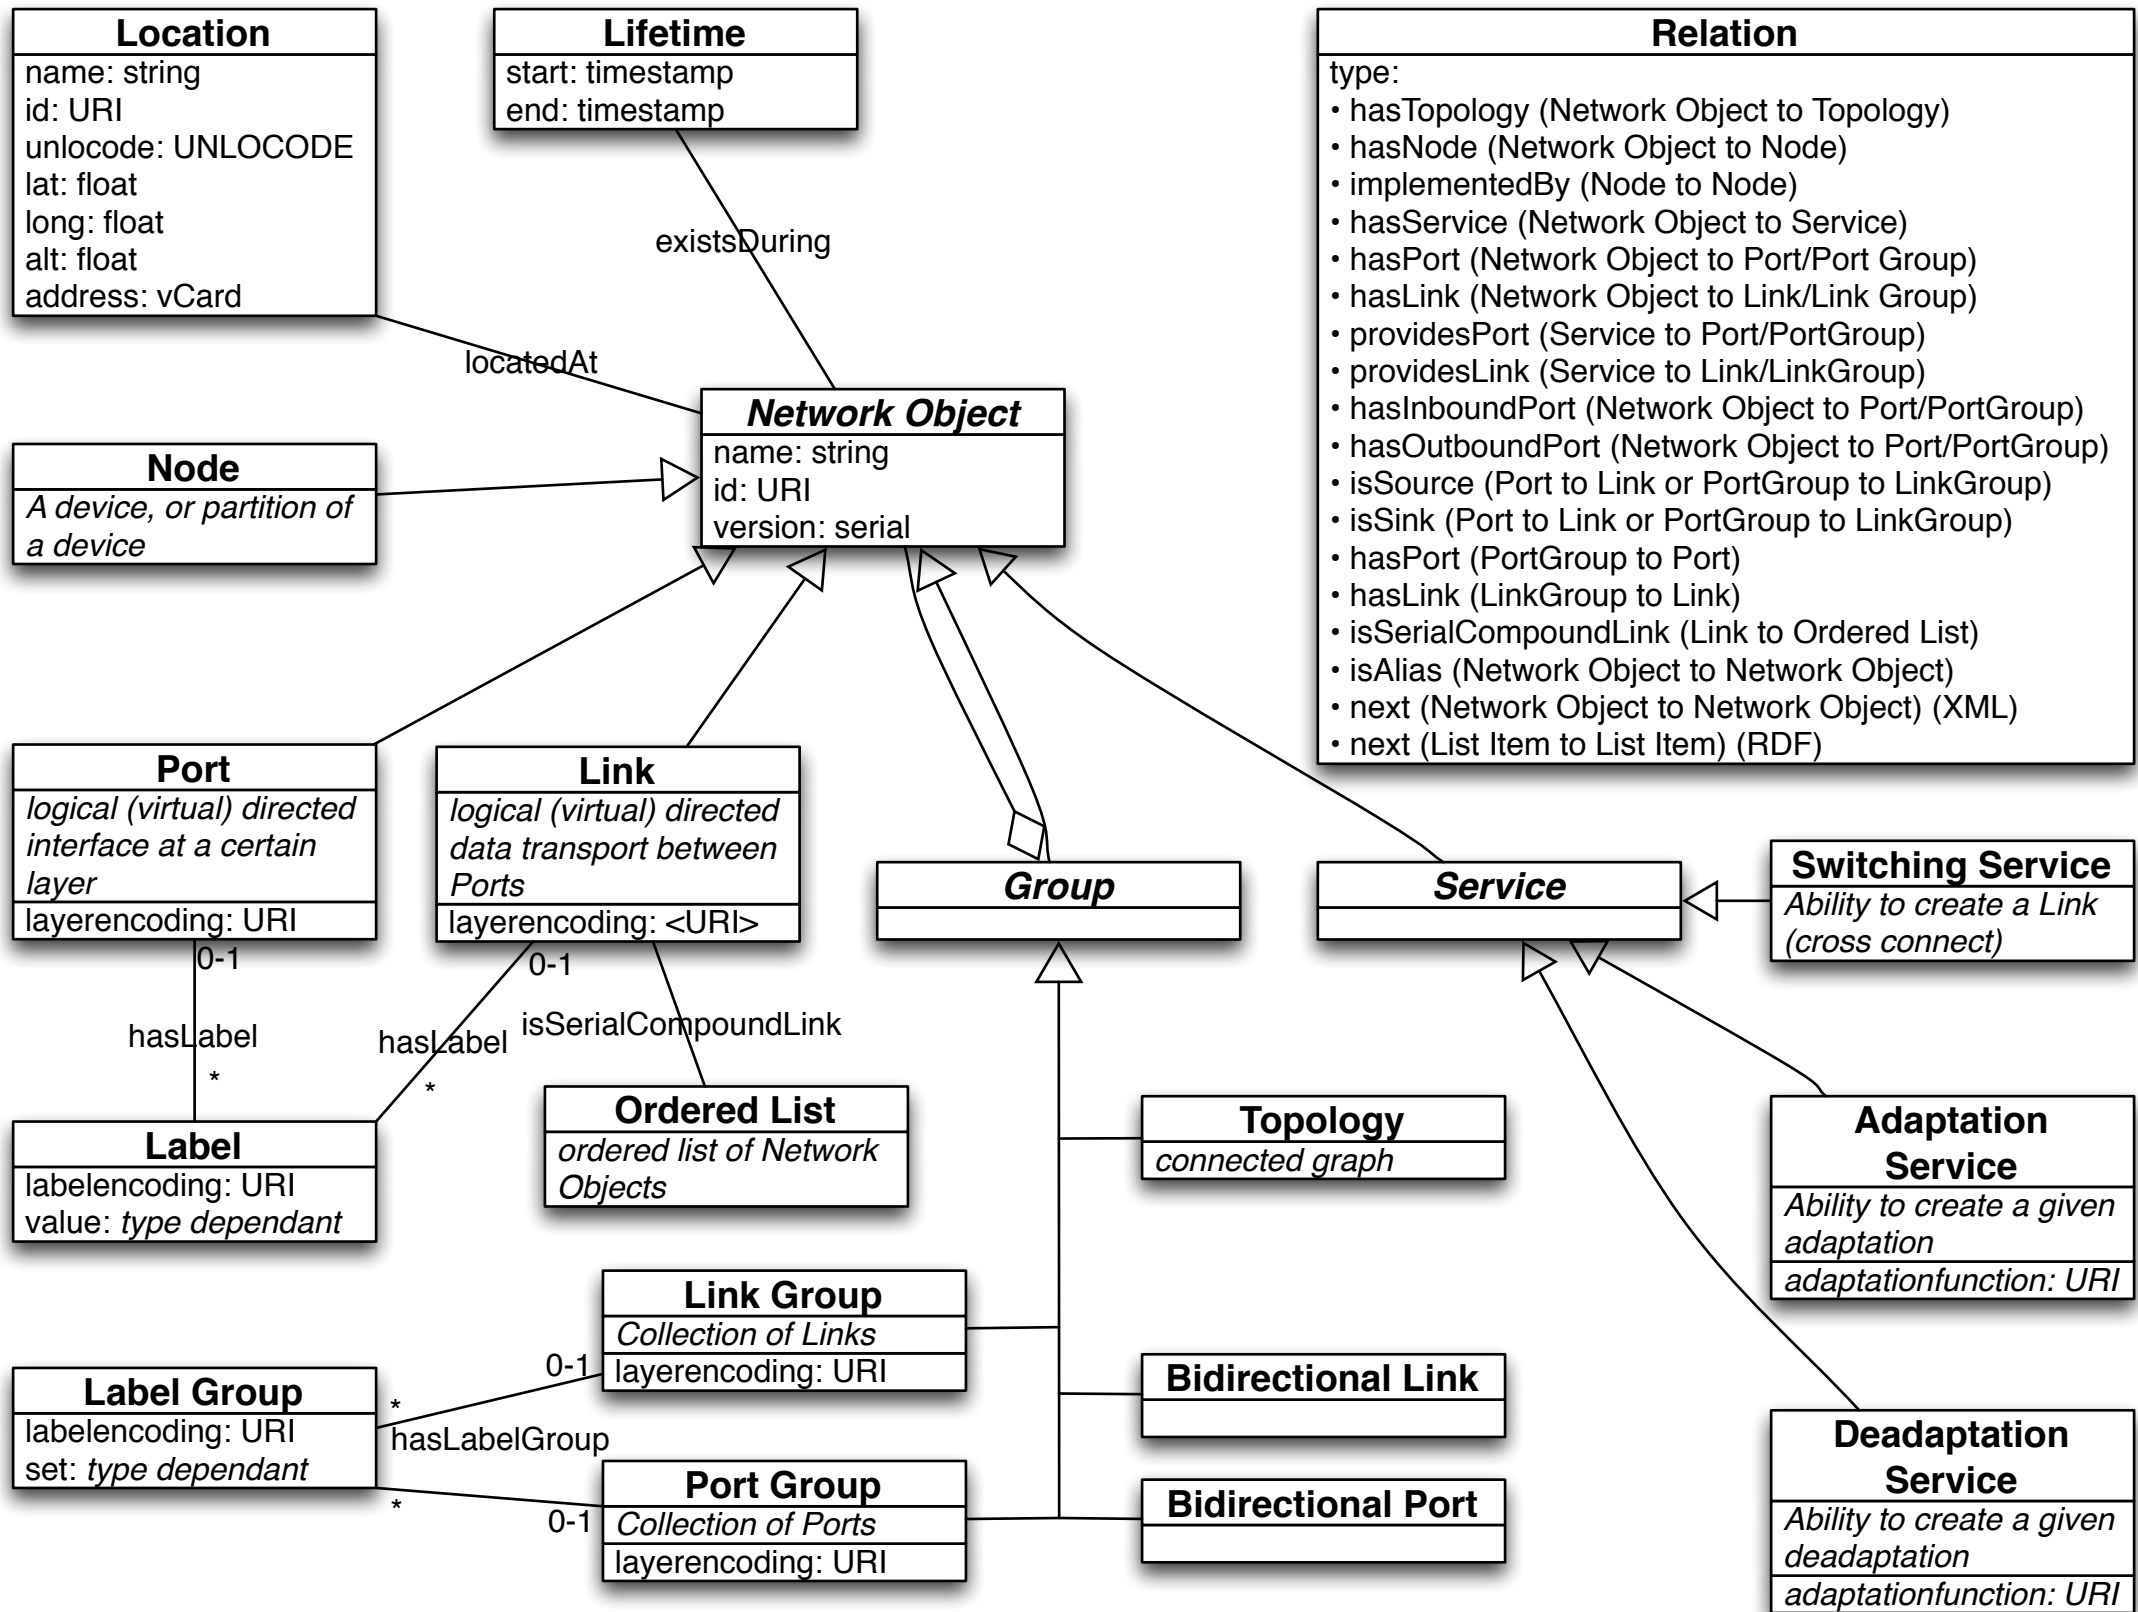 Location
name: string
id: URI
unlocode: UNLOCODE
lat: float
long: float
alt: float
address: vCard
Lifetime
start: timestamp
end: timestamp
Relation
type:
• hasTopology (Network Object to Topology)
• hasNode (Network Object to Node)
• implementedBy (Node to Node)
• hasService (Network Object to Service)
• hasPort (Network Object to Port/Port Group)
• hasLink (Network Object to Link/Link Group)
• providesPort (Service to Port/PortGroup)
• providesLink (Service to Link/LinkGroup)
• hasInboundPort (Network Object to Port/PortGroup)
• hasOutboundPort (Network Object to Port/PortGroup)
• isSource (Port to Link or PortGroup to LinkGroup)
• isSink (Port to Link or PortGroup to LinkGroup)
• hasPort (PortGroup to Port)
• hasLink (LinkGroup to Link)
• isSerialCompoundLink (Link to Ordered List)
• isAlias (Network Object to Network Object)
• next (Network Object to Network Object) (XML)
• next (List Item to List Item) (RDF)
existsDuring
locatedAt
Network Object
name: string
id: URI
version: serial
Node
A device, or partition of
a device
Port
logical (virtual) directed
interface at a certain
layer
layerencoding: URI
Link
logical (virtual) directed
data transport between
Ports
layerencoding: <URI>
Group
Service
Switching Service
Ability to create a Link
(cross connect)
0-1
hasLabel
*
0-1
hasLabel
*
isSerialCompoundLink
Label
labelencoding: URI
value: type dependant
Ordered List
ordered list of Network
Objects
Topology
connected graph
Adaptation
Service
Ability to create a given
adaptation
adaptationfunction: URI
Link Group
Collection of Links
layerencoding: URI
Label Group
labelencoding: URI
set: type dependant
0-1
*
hasLabelGroup
*
0-1
Port Group
Collection of Ports
layerencoding: URI
Bidirectional Link
Bidirectional Port
Deadaptation
Service
Ability to create a given
deadaptation
adaptationfunction: URI